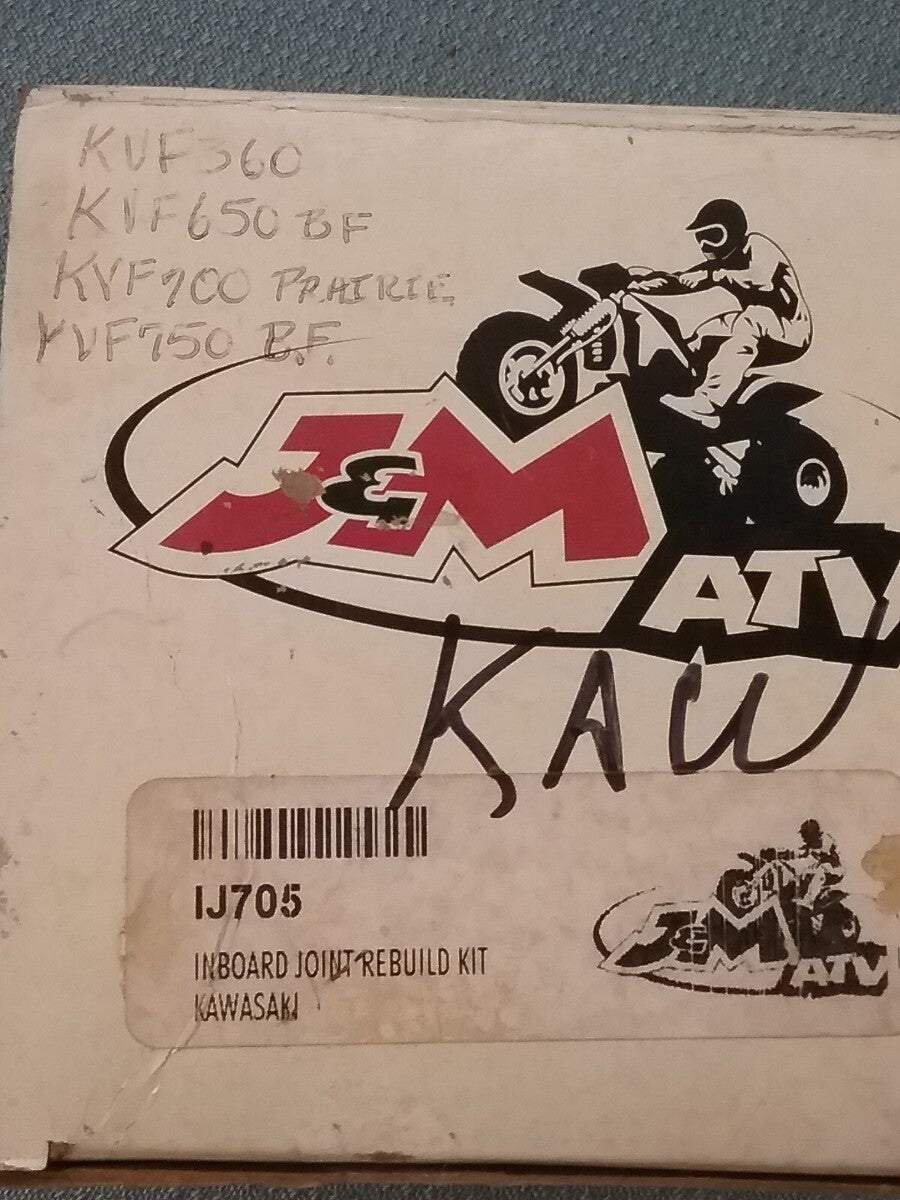 KVF360
KVF650 BF
KVF700 PRAIRIE
KVF750 B.F.
J&M
ATV
KAW
IJ705
INBOARD JOINT REBUILD KIT
KAWASAKI
J&M
ATV